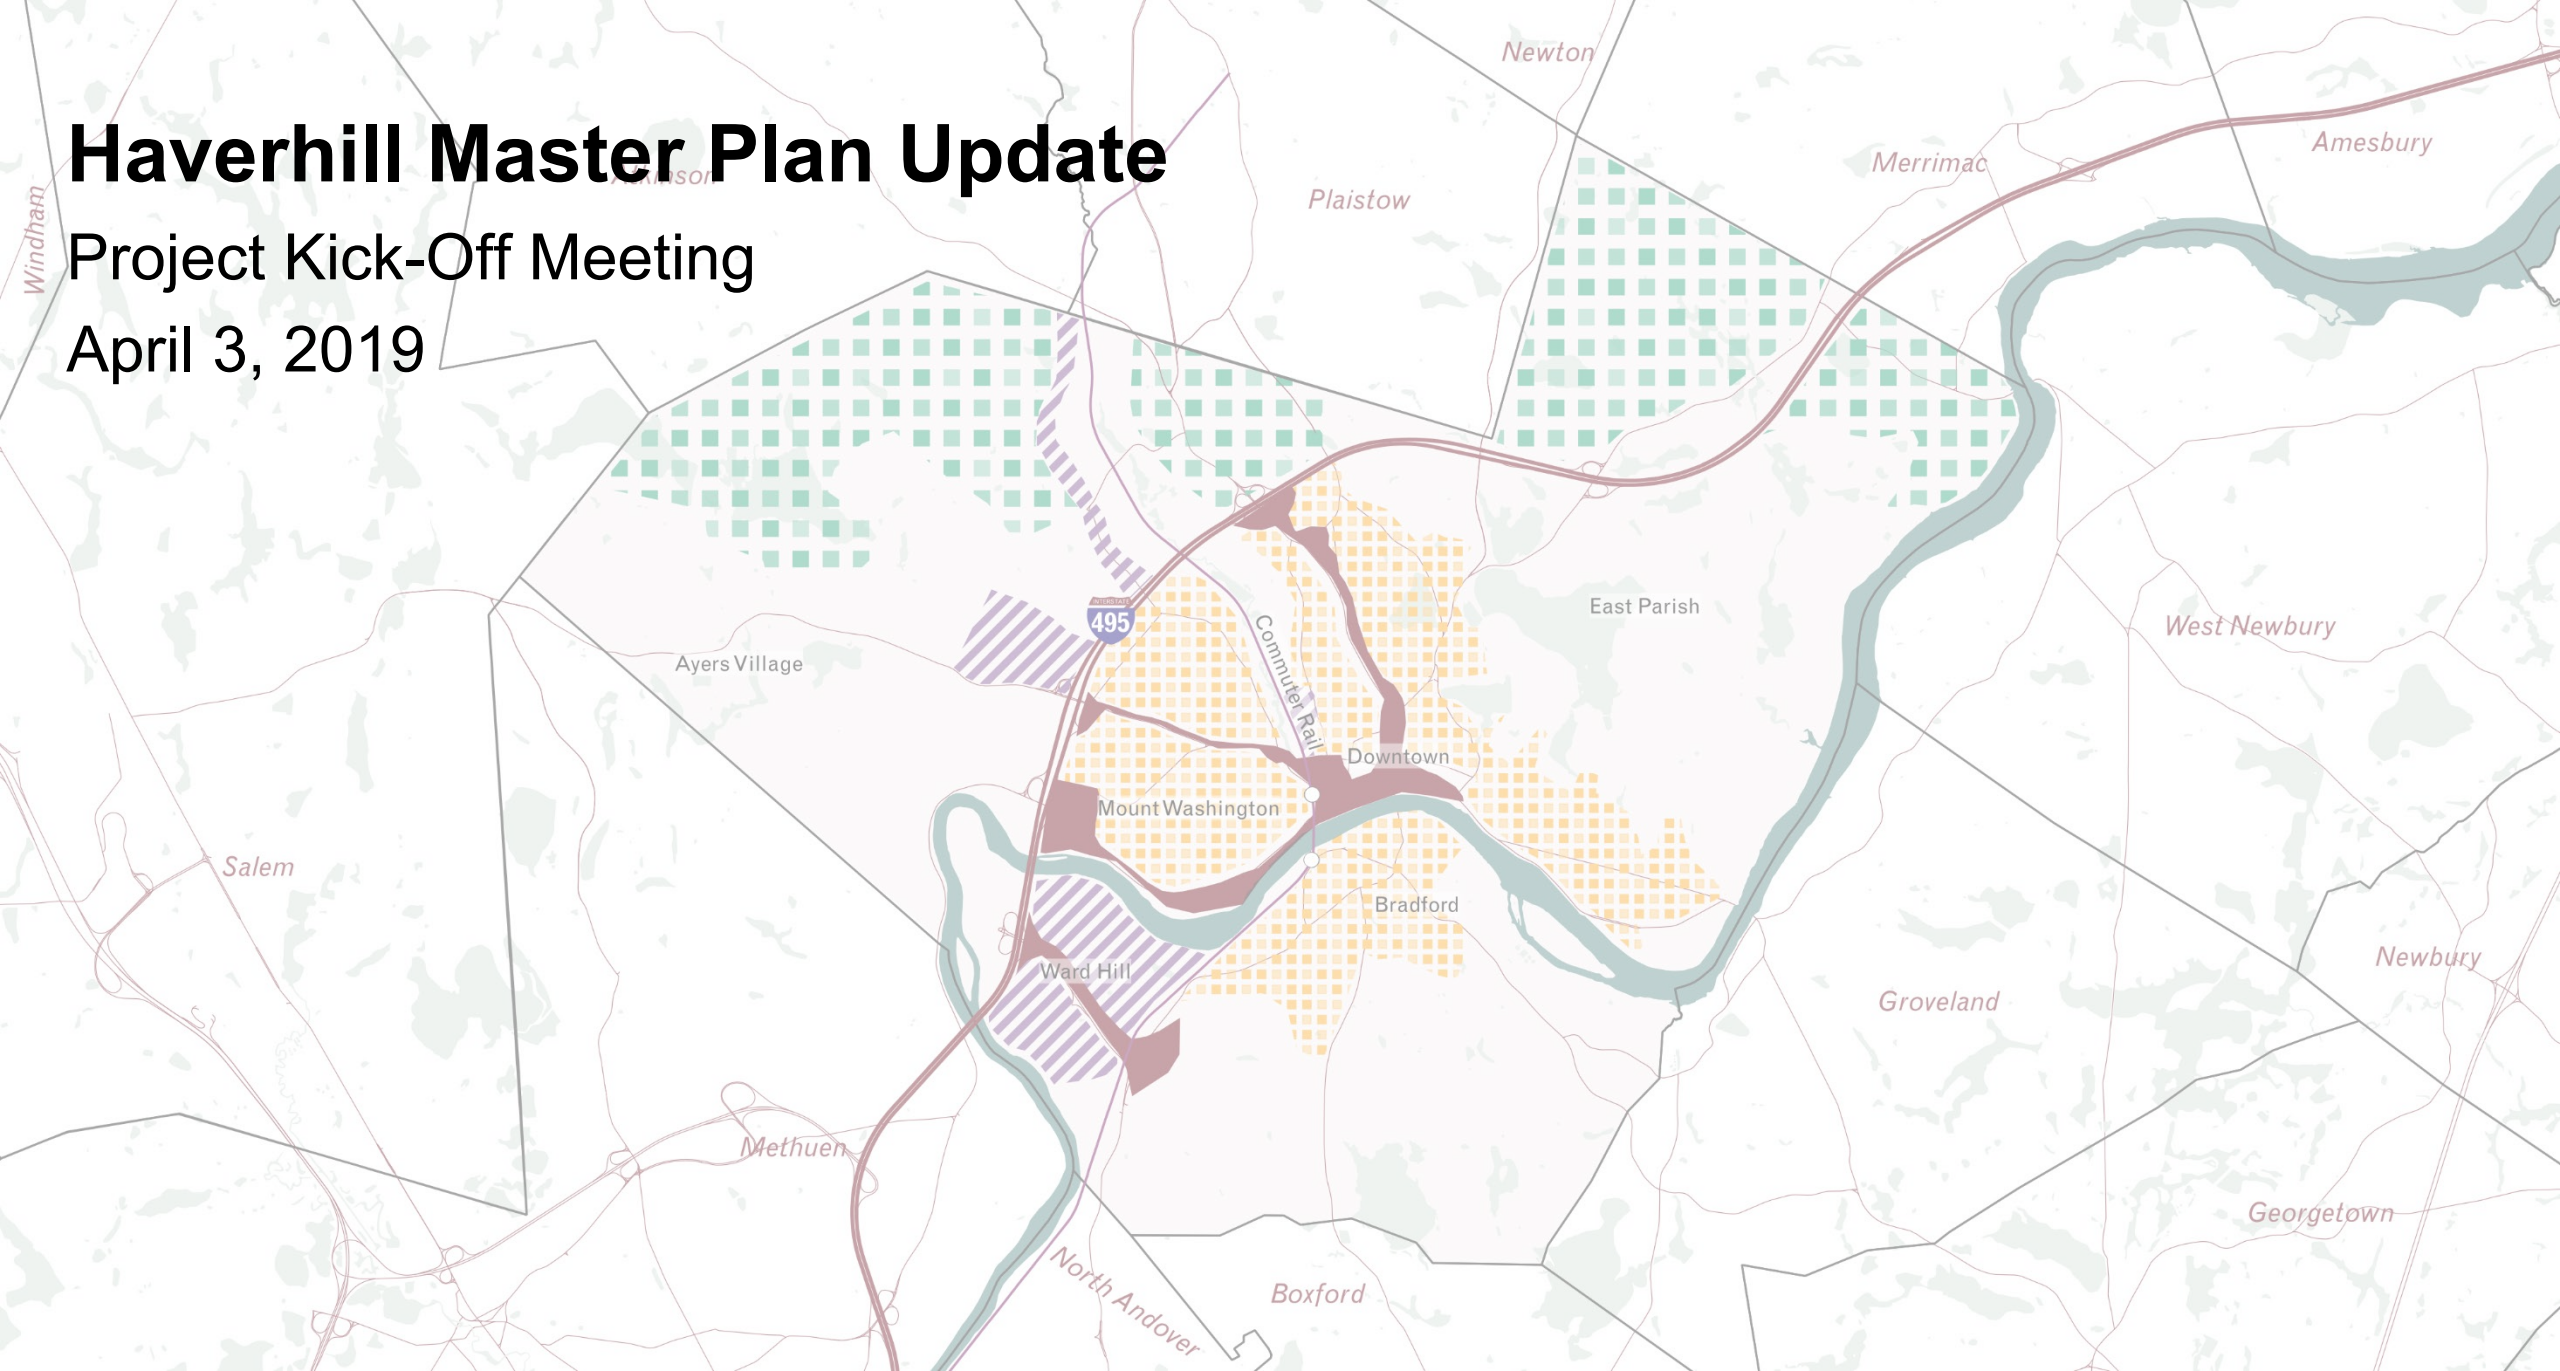 Haverhill Master Plan Update
Project Kick-Off Meeting
April 3, 2019
Newton
Amesbury
Merrimac
Atkinson
Plaistow
Windham
INTERSTATE
495
East Parish
West Newbury
Commuter Rail
Ayers Village
Downtown
Mount Washington
Salem
Bradford
Newbury
Ward Hill
Groveland
Methuen
Georgetown
North Andover
Boxford